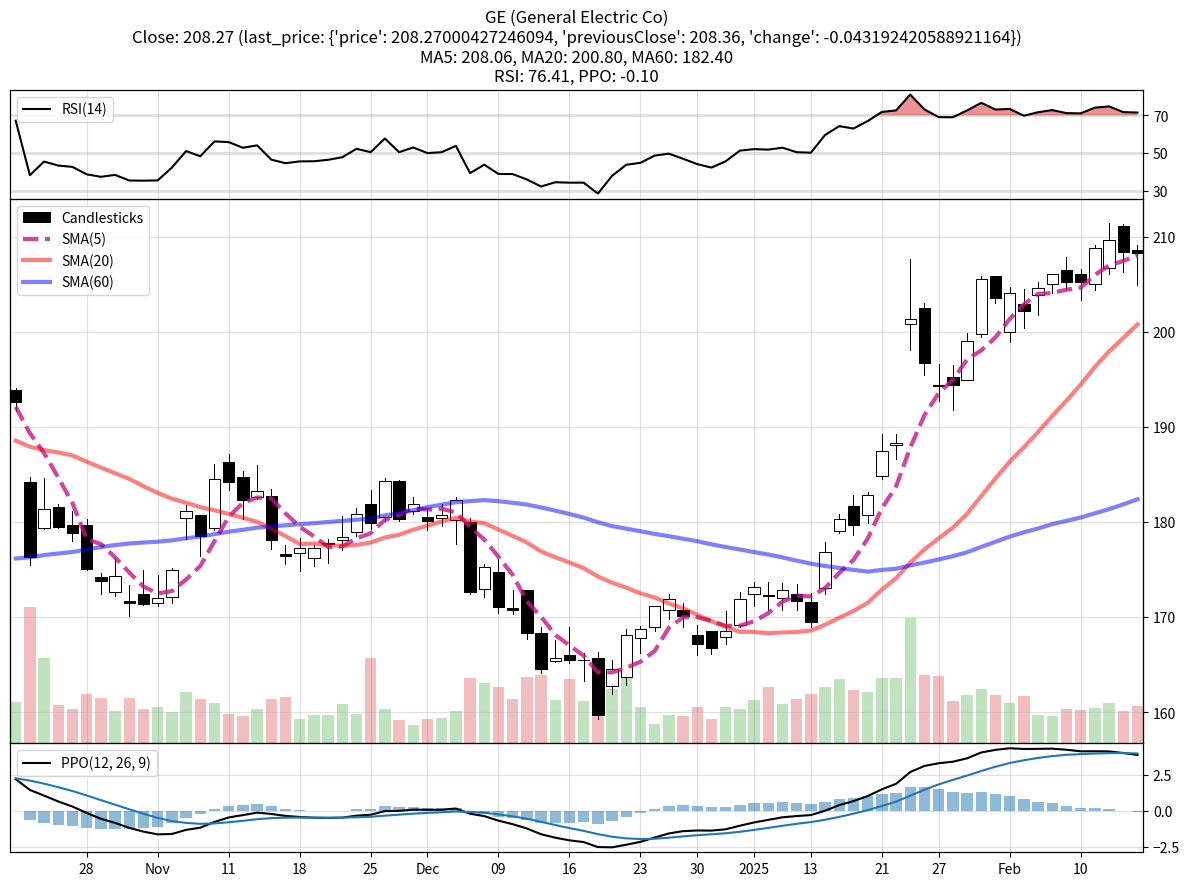 GE (General Electric Co)
Close: 208.27 (last_price: {'price': 208.27000427246094, 'previousClose': 208.36, 'change': -0.043192420588921164})
MA5: 208.06, MA20: 200.80, MA60: 182.40
RSI: 76.41, PPO: -0.10
RSI(14)
70
50
30
Candlesticks
SMA(5)
SMA(20)
SMA(60)
210
200
190
180
170
160
PPO(12, 26, 9)
2.5
0.0
−2.5
28 Nov 11 18 25 Dec 09 16 23 30 2025 13 21 27 Feb 10